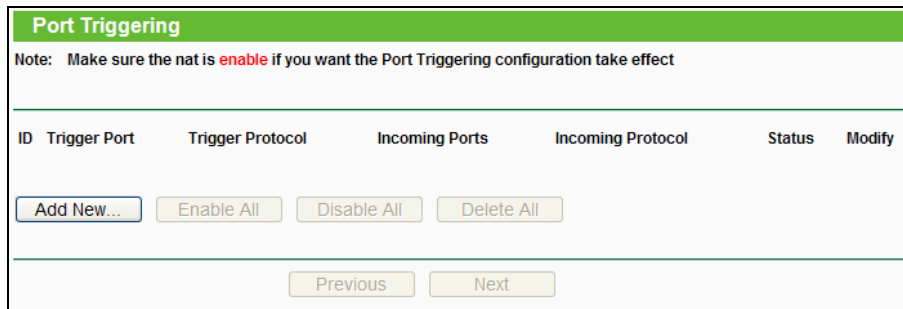 Port Triggering
Note: Make sure the nat is enable if you want the Port Triggering configuration take effect
ID Trigger Port Trigger Protocol Incoming Ports Incoming Protocol Status Modify
Add New... Enable All Disable All Delete All
Previous Next